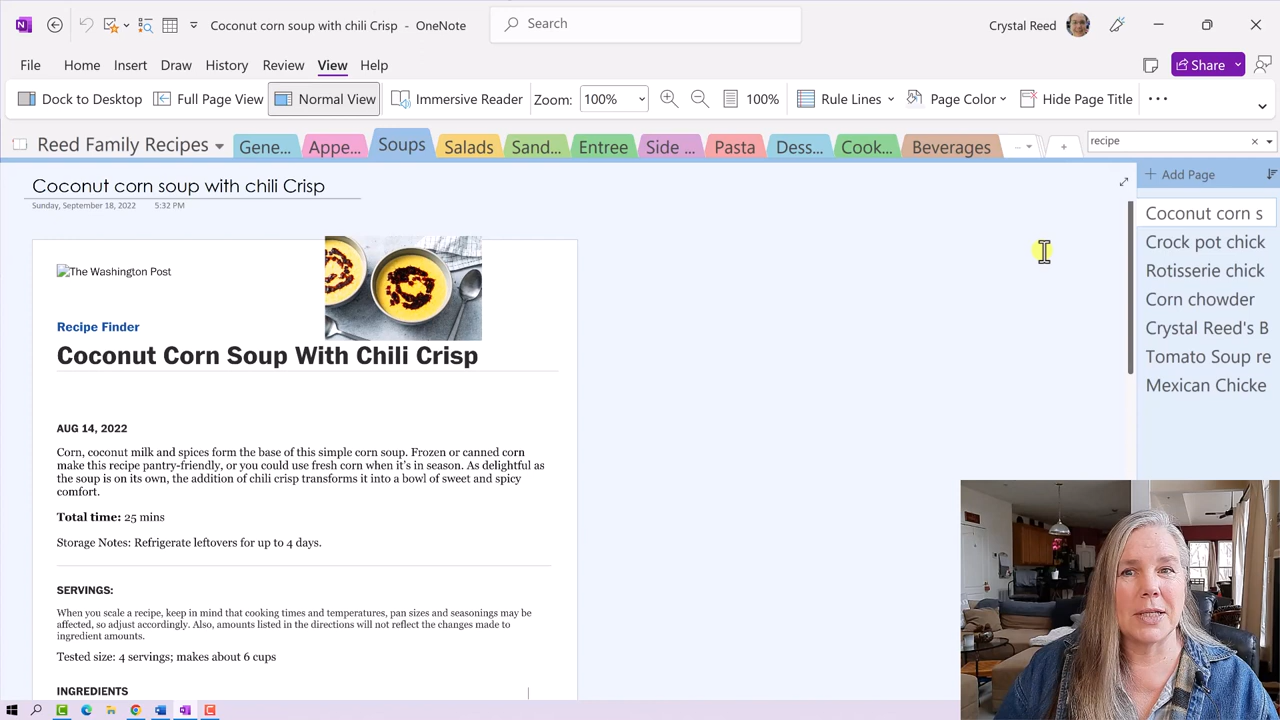 Coconut corn soup with chili Crisp - OneNote
Search
Crystal Reed
File Home Insert Draw History Review View Help
Share
Dock to Desktop Full Page View Normal View Immersive Reader Zoom: 100% 100% Rule Lines Page Color Hide Page Title
Reed Family Recipes Gene... Appe... Soups Salads Sand... Entree Side ... Pasta Dess... Cook... Beverages
recipe
Add Page
Coconut corn soup with chili Crisp
Sunday, September 18, 2022 5:32 PM
Coconut corn s
Crock pot chick
Rotisserie chick
Corn chowder
Crystal Reed's B
Tomato Soup re
Mexican Chicke
The Washington Post
Recipe Finder
Coconut Corn Soup With Chili Crisp
AUG 14, 2022
Corn, coconut milk and spices form the base of this simple corn soup. Frozen or canned corn
make this recipe pantry-friendly, or you could use fresh corn when it's in season. As delightful as
the soup is on its own, the addition of chili crisp transforms it into a bowl of sweet and spicy
comfort.
Total time: 25 mins
Storage Notes: Refrigerate leftovers for up to 4 days.
SERVINGS:
When you scale a recipe, keep in mind that cooking times and temperatures, pan sizes and seasonings may be
affected, so adjust accordingly. Also, amounts listed in the directions will not reflect the changes made to
ingredient amounts.
Tested size: 4 servings; makes about 6 cups
INGREDIENTS